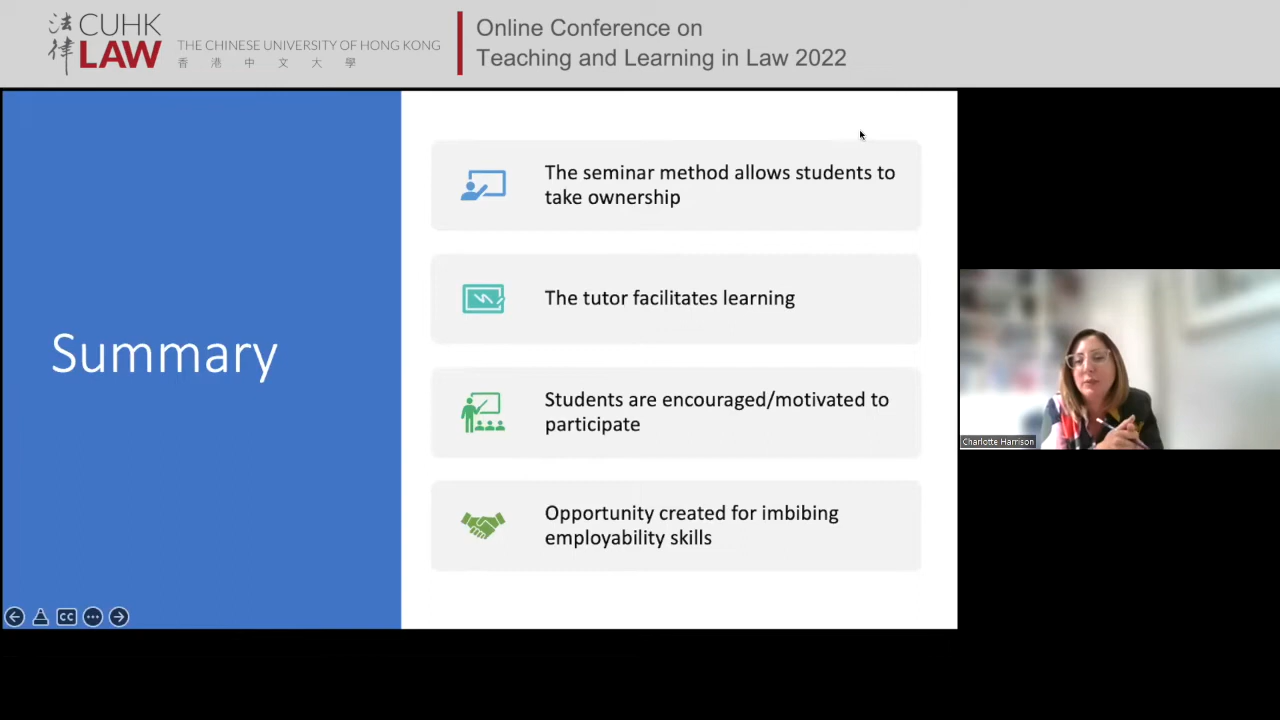 法律
CUHK
LAW
THE CHINESE UNIVERSITY OF HONG KONG
香港中文大學
Online Conference on
Teaching and Learning in Law 2022
Summary
The seminar method allows students to
take ownership
The tutor facilitates learning
Students are encouraged/motivated to
participate
Opportunity created for imbibing
employability skills
CC
Charlotte Harrison